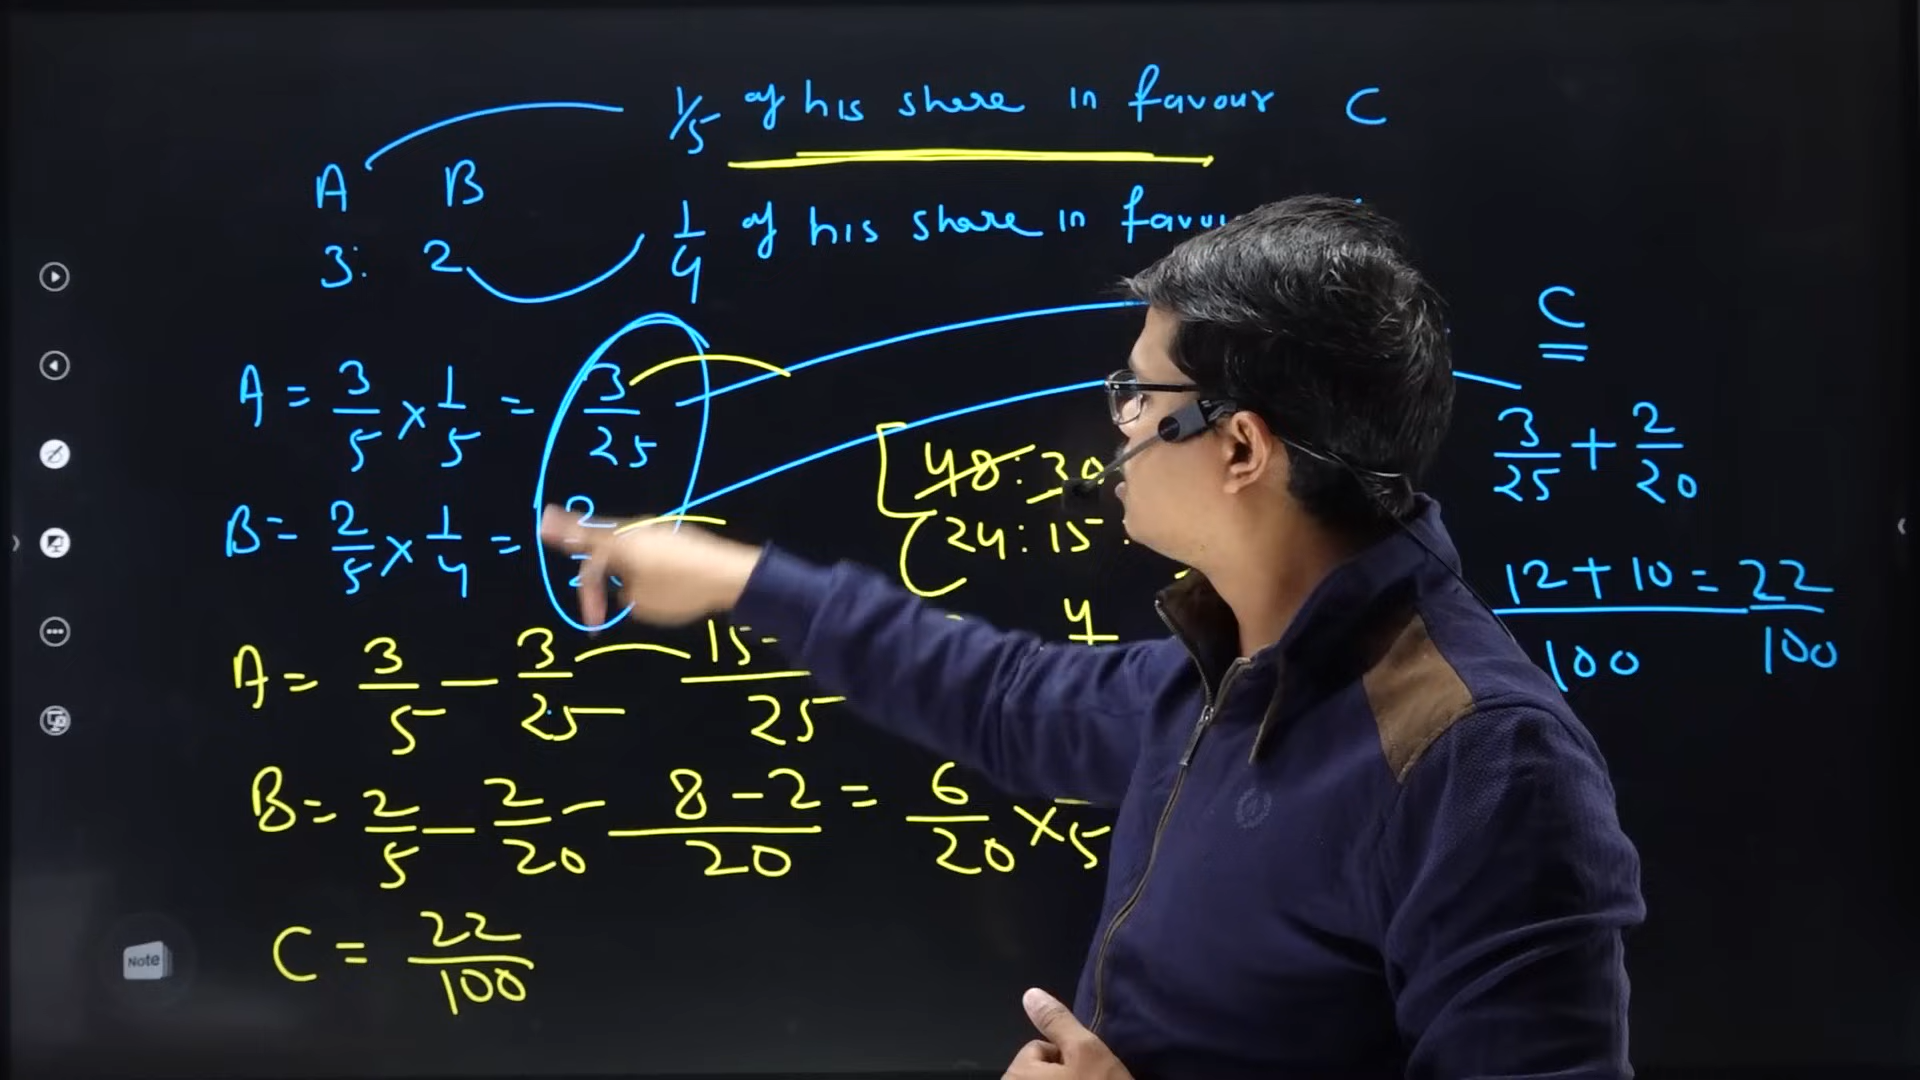 1/5 of his share in favour C
A B
3: 2
1/4 of his share in
C
A = 3/5 × 1/5 = 3/25
3/25 + 2/20
48: 30
24: 15:
B = 2/5 × 1/4 = 2
12 + 10 = 22
100 100
4
A = 3/5 - 3/25 - 15-
25
B = 2/5 - 2/20 - 8 - 2/20 = 6/20 × 5
C = 22/100
Note